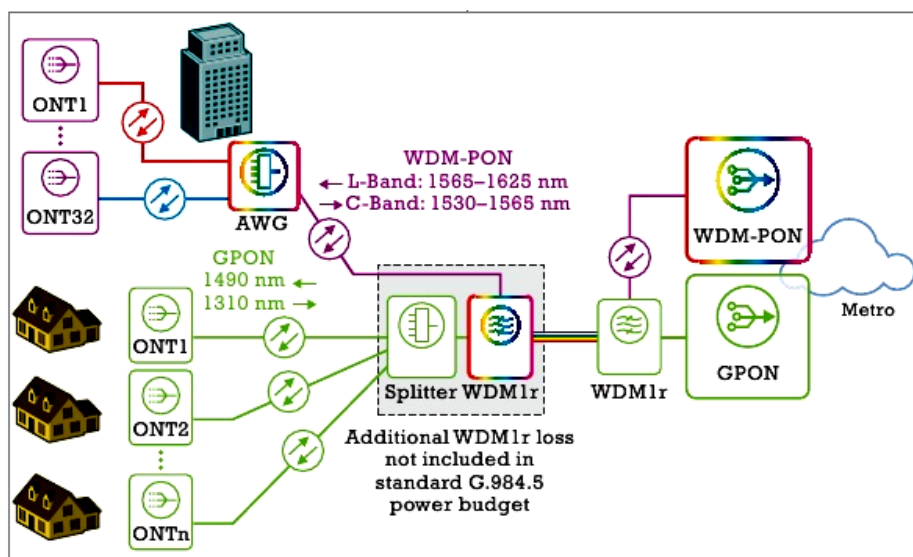 ONT1
ONT32
AWG
WDM-PON
← L-Band: 1565–1625 nm
→ C-Band: 1530–1565 nm
WDM-PON
Metro
GPON
1490 nm ←
1310 nm →
ONT1
ONT2
ONTn
Splitter
WDM1r
WDM1r
GPON
Additional WDM1r loss
not included in
standard G.984.5
power budget